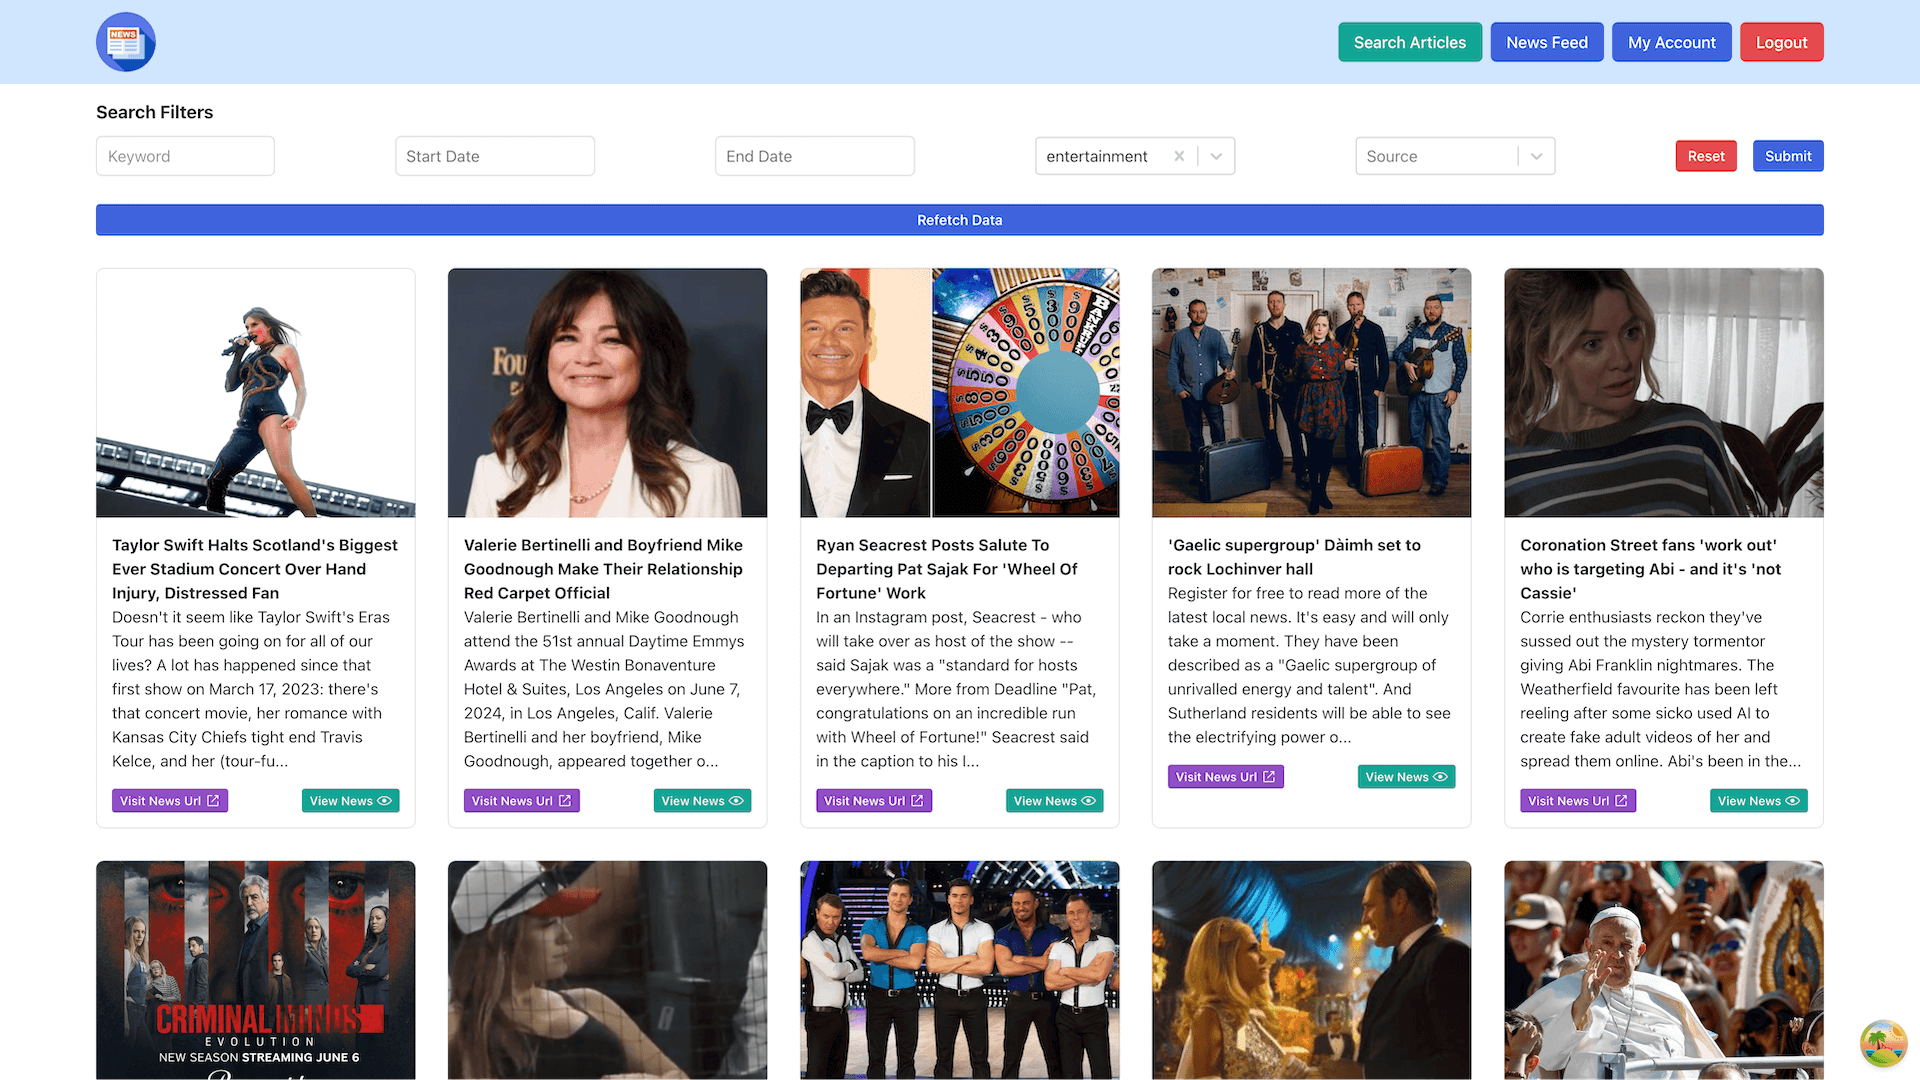 NEWS
Search Articles
News Feed
My Account
Logout
Search Filters
Keyword
Start Date
End Date
entertainment
Source
Reset
Submit
Refetch Data
Taylor Swift Halts Scotland's Biggest
Ever Stadium Concert Over Hand
Injury, Distressed Fan
Doesn't it seem like Taylor Swift's Eras
Tour has been going on for all of our
lives? A lot has happened since that
first show on March 17, 2023: there's
that concert movie, her romance with
Kansas City Chiefs tight end Travis
Kelce, and her (tour-fu...
Visit News Url
View News
Valerie Bertinelli and Boyfriend Mike
Goodnough Make Their Relationship
Red Carpet Official
Valerie Bertinelli and Mike Goodnough
attend the 51st annual Daytime Emmys
Awards at The Westin Bonaventure
Hotel & Suites, Los Angeles on June 7,
2024, in Los Angeles, Calif. Valerie
Bertinelli and her boyfriend, Mike
Goodnough, appeared together o...
Visit News Url
View News
Ryan Seacrest Posts Salute To
Departing Pat Sajak For 'Wheel Of
Fortune' Work
In an Instagram post, Seacrest - who
will take over as host of the show --
said Sajak was a "standard for hosts
everywhere." More from Deadline "Pat,
congratulations on an incredible run
with Wheel of Fortune!" Seacrest said
in the caption to his I...
Visit News Url
View News
'Gaelic supergroup' Dàimh set to
rock Lochinver hall
Register for free to read more of the
latest local news. It's easy and will only
take a moment. They have been
described as a "Gaelic supergroup of
unrivalled energy and talent". And
Sutherland residents will be able to see
the electrifying power o...
Visit News Url
View News
Coronation Street fans 'work out'
who is targeting Abi - and it's 'not
Cassie'
Corrie enthusiasts reckon they've
sussed out the mystery tormentor
giving Abi Franklin nightmares. The
Weatherfield favourite has been left
reeling after some sicko used AI to
create fake adult videos of her and
spread them online. Abi's been in the...
Visit News Url
View News
CRIMINAL MINDS
EVOLUTION
NEW SEASON STREAMING JUNE 6